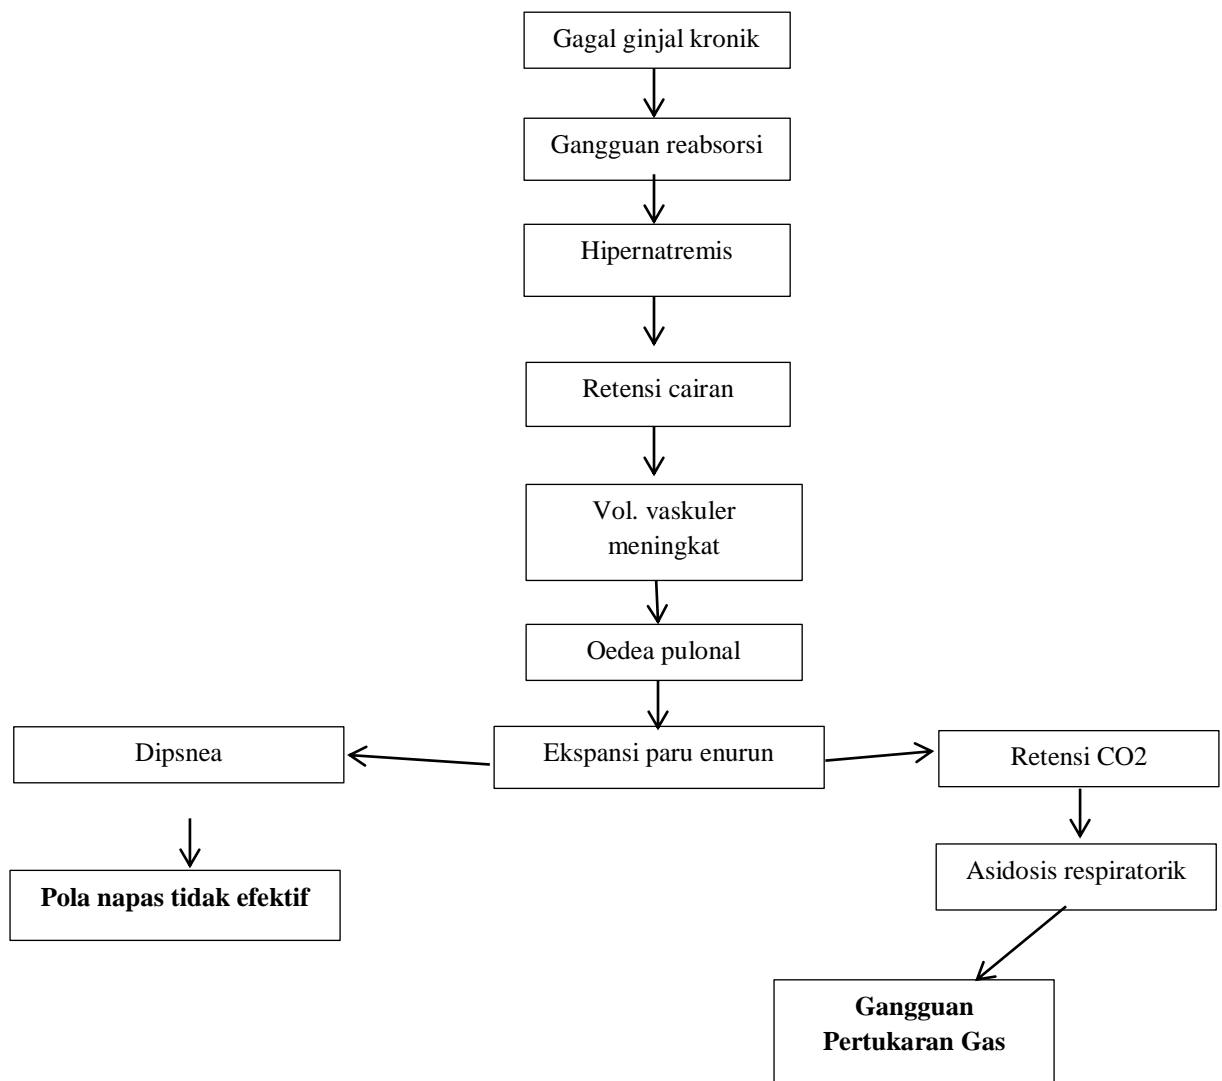 Gagal ginjal kronik
Gangguan reabsorsi
Hipernatremis
Retensi cairan
Vol. vaskuler
meningkat
Oedea pulonal
Dipsnea
Ekspansi paru enurun
Retensi CO2
Pola napas tidak efektif
Asidosis respiratorik
Gangguan
Pertukaran Gas